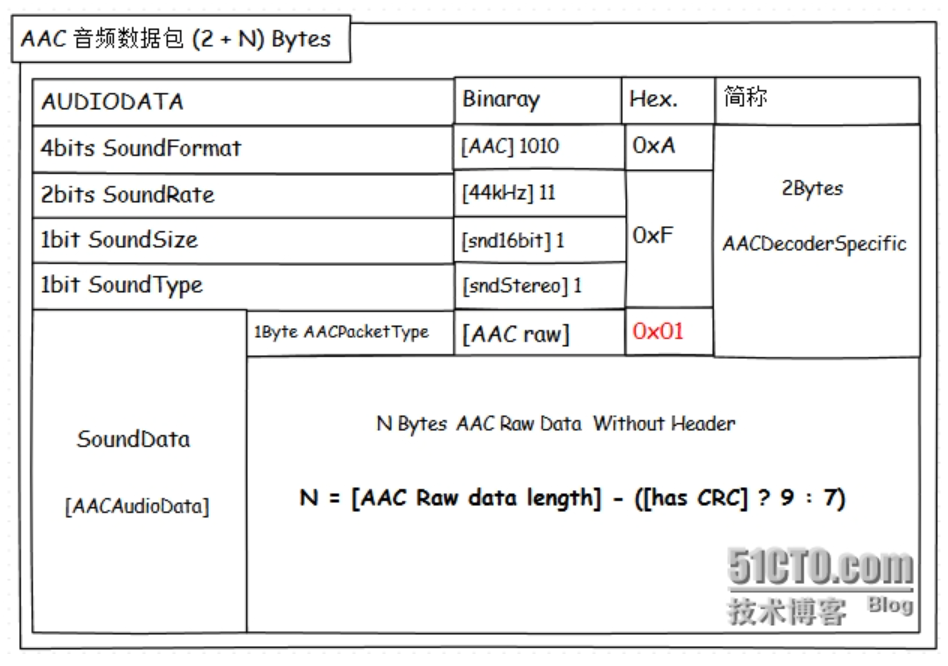 AAC 音频数据包 (2 + N) Bytes
AUDIODATA
Binaray
Hex.
简称
4bits SoundFormat
[AAC] 1010
0xA
2bits SoundRate
[44kHz] 11
2Bytes
1bit SoundSize
[snd16bit] 1
0xF
AACDecoderSpecific
1bit SoundType
[sndStereo] 1
1Byte AACPacketType
[AAC raw]
0x01
N Bytes AAC Raw Data Without Header
SoundData
[AACAudioData]
N = [AAC Raw data length] - ([has CRC] ? 9 : 7)
51CTO.com
技术博客 Blog